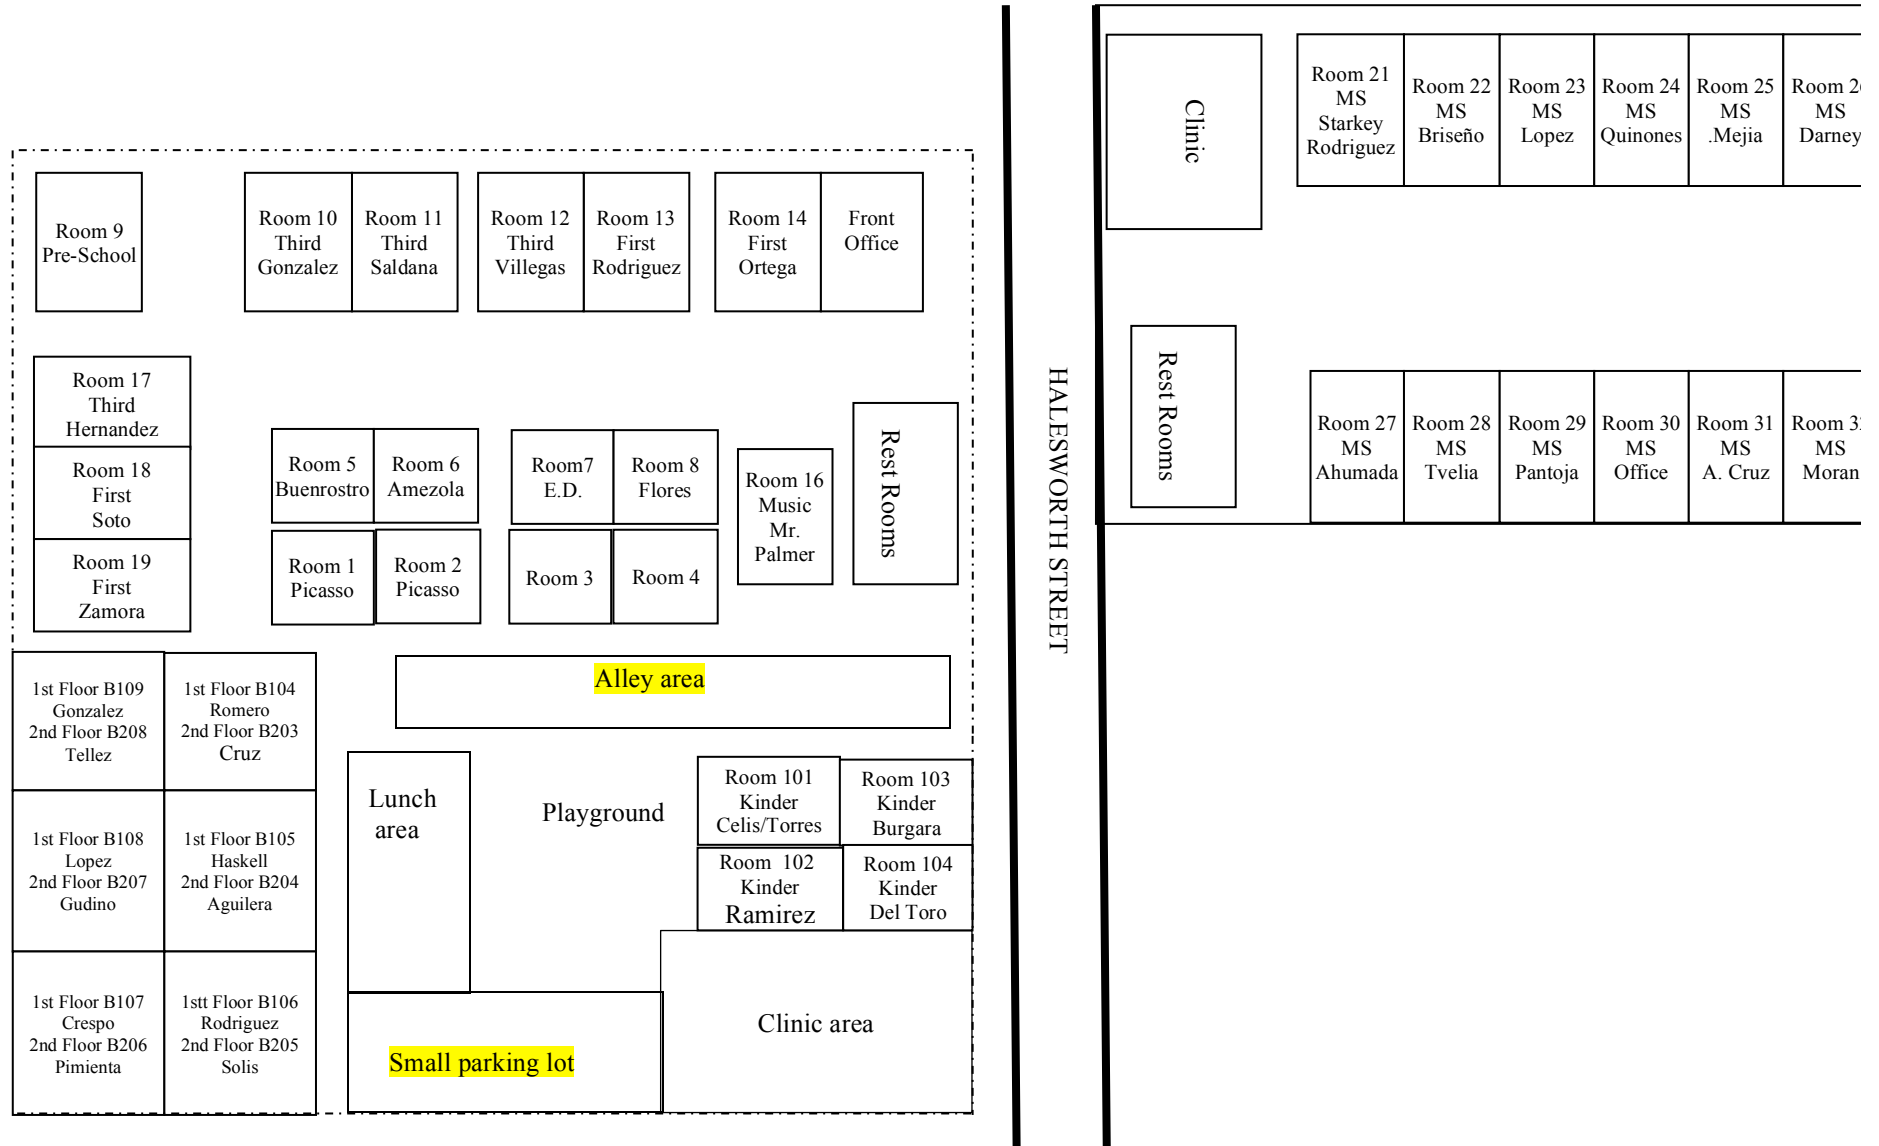 Room 9
Pre-School
Room 10
Third
Gonzalez
Room 11
Third
Saldana
Room 12
Third
Villegas
Room 13
First
Rodriguez
Room 14
First
Ortega
Front
Office
Room 17
Third
Hernandez
Room 18
First
Soto
Room 19
First
Zamora
Room 5
Buenrostro
Room 6
Amezola
Room7
E.D.
Room 8
Flores
Room 1
Picasso
Room 2
Picasso
Room 3
Room 4
Room 16
Music
Mr.
Palmer
Rest Rooms
Alley area
1st Floor B109
Gonzalez
2nd Floor B208
Tellez
1st Floor B104
Romero
2nd Floor B203
Cruz
1st Floor B108
Lopez
2nd Floor B207
Gudino
1st Floor B105
Haskell
2nd Floor B204
Aguilera
1st Floor B107
Crespo
2nd Floor B206
Pimienta
1stt Floor B106
Rodriguez
2nd Floor B205
Solis
Lunch
area
Playground
Room 101
Kinder
Celis/Torres
Room 103
Kinder
Burgara
Room 102
Kinder
Ramirez
Room 104
Kinder
Del Toro
Clinic area
Small parking lot
HALESWORTH STREET
Clinic
Room 21
MS
Starkey
Rodriguez
Room 22
MS
Briseño
Room 23
MS
Lopez
Room 24
MS
Quinones
Room 25
MS
.Mejia
Room
MS
Darney
Rest Rooms
Room 27
MS
Ahumada
Room 28
MS
Tvelia
Room 29
MS
Pantoja
Room 30
MS
Office
Room 31
MS
A. Cruz
Room
MS
Moran